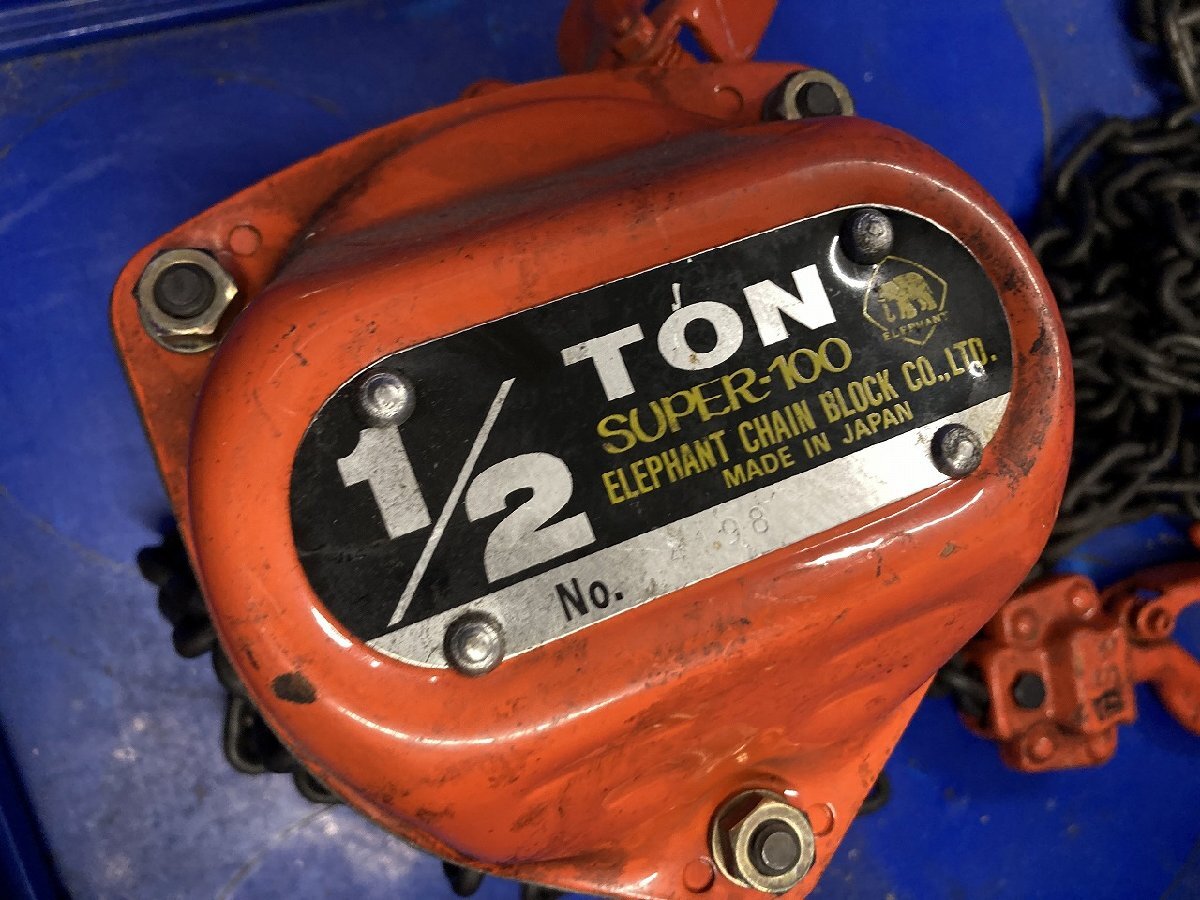 1/2 TON
ELEPHANT
SUPER-100
ELEPHANT CHAIN BLOCK CO., LTD.
MADE IN JAPAN
No.